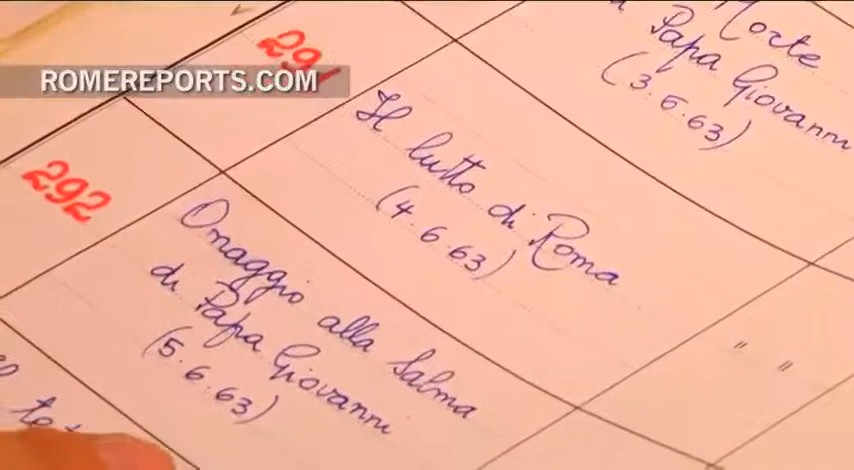 ROMEREPORTS.COM
Morte
Papa Giovanni
(3.6.63)
291
Il lutto di Roma
(4.6.63)
" "
292
Omaggio alla Salma
di Papa Giovanni
(5.6.63)